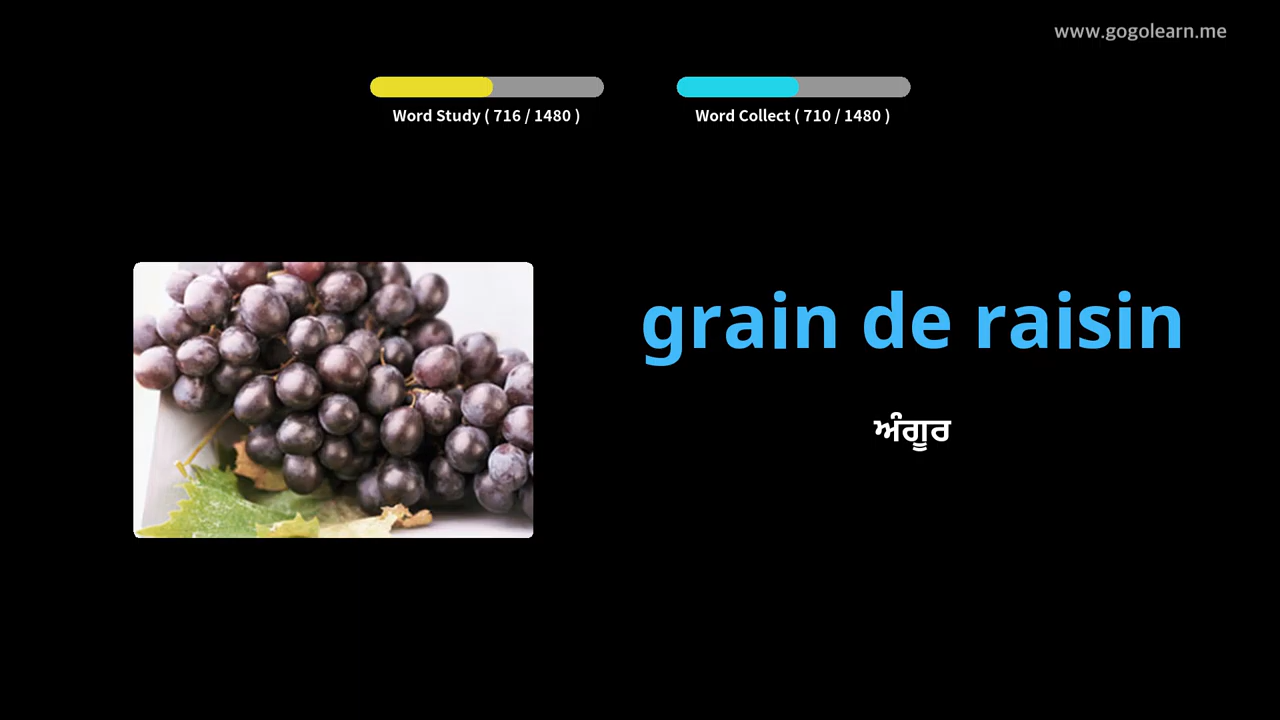 www.gogolearn.me
Word Study ( 716 / 1480 )
Word Collect ( 710 / 1480 )
grain de raisin
ਅੰਗੂਰ